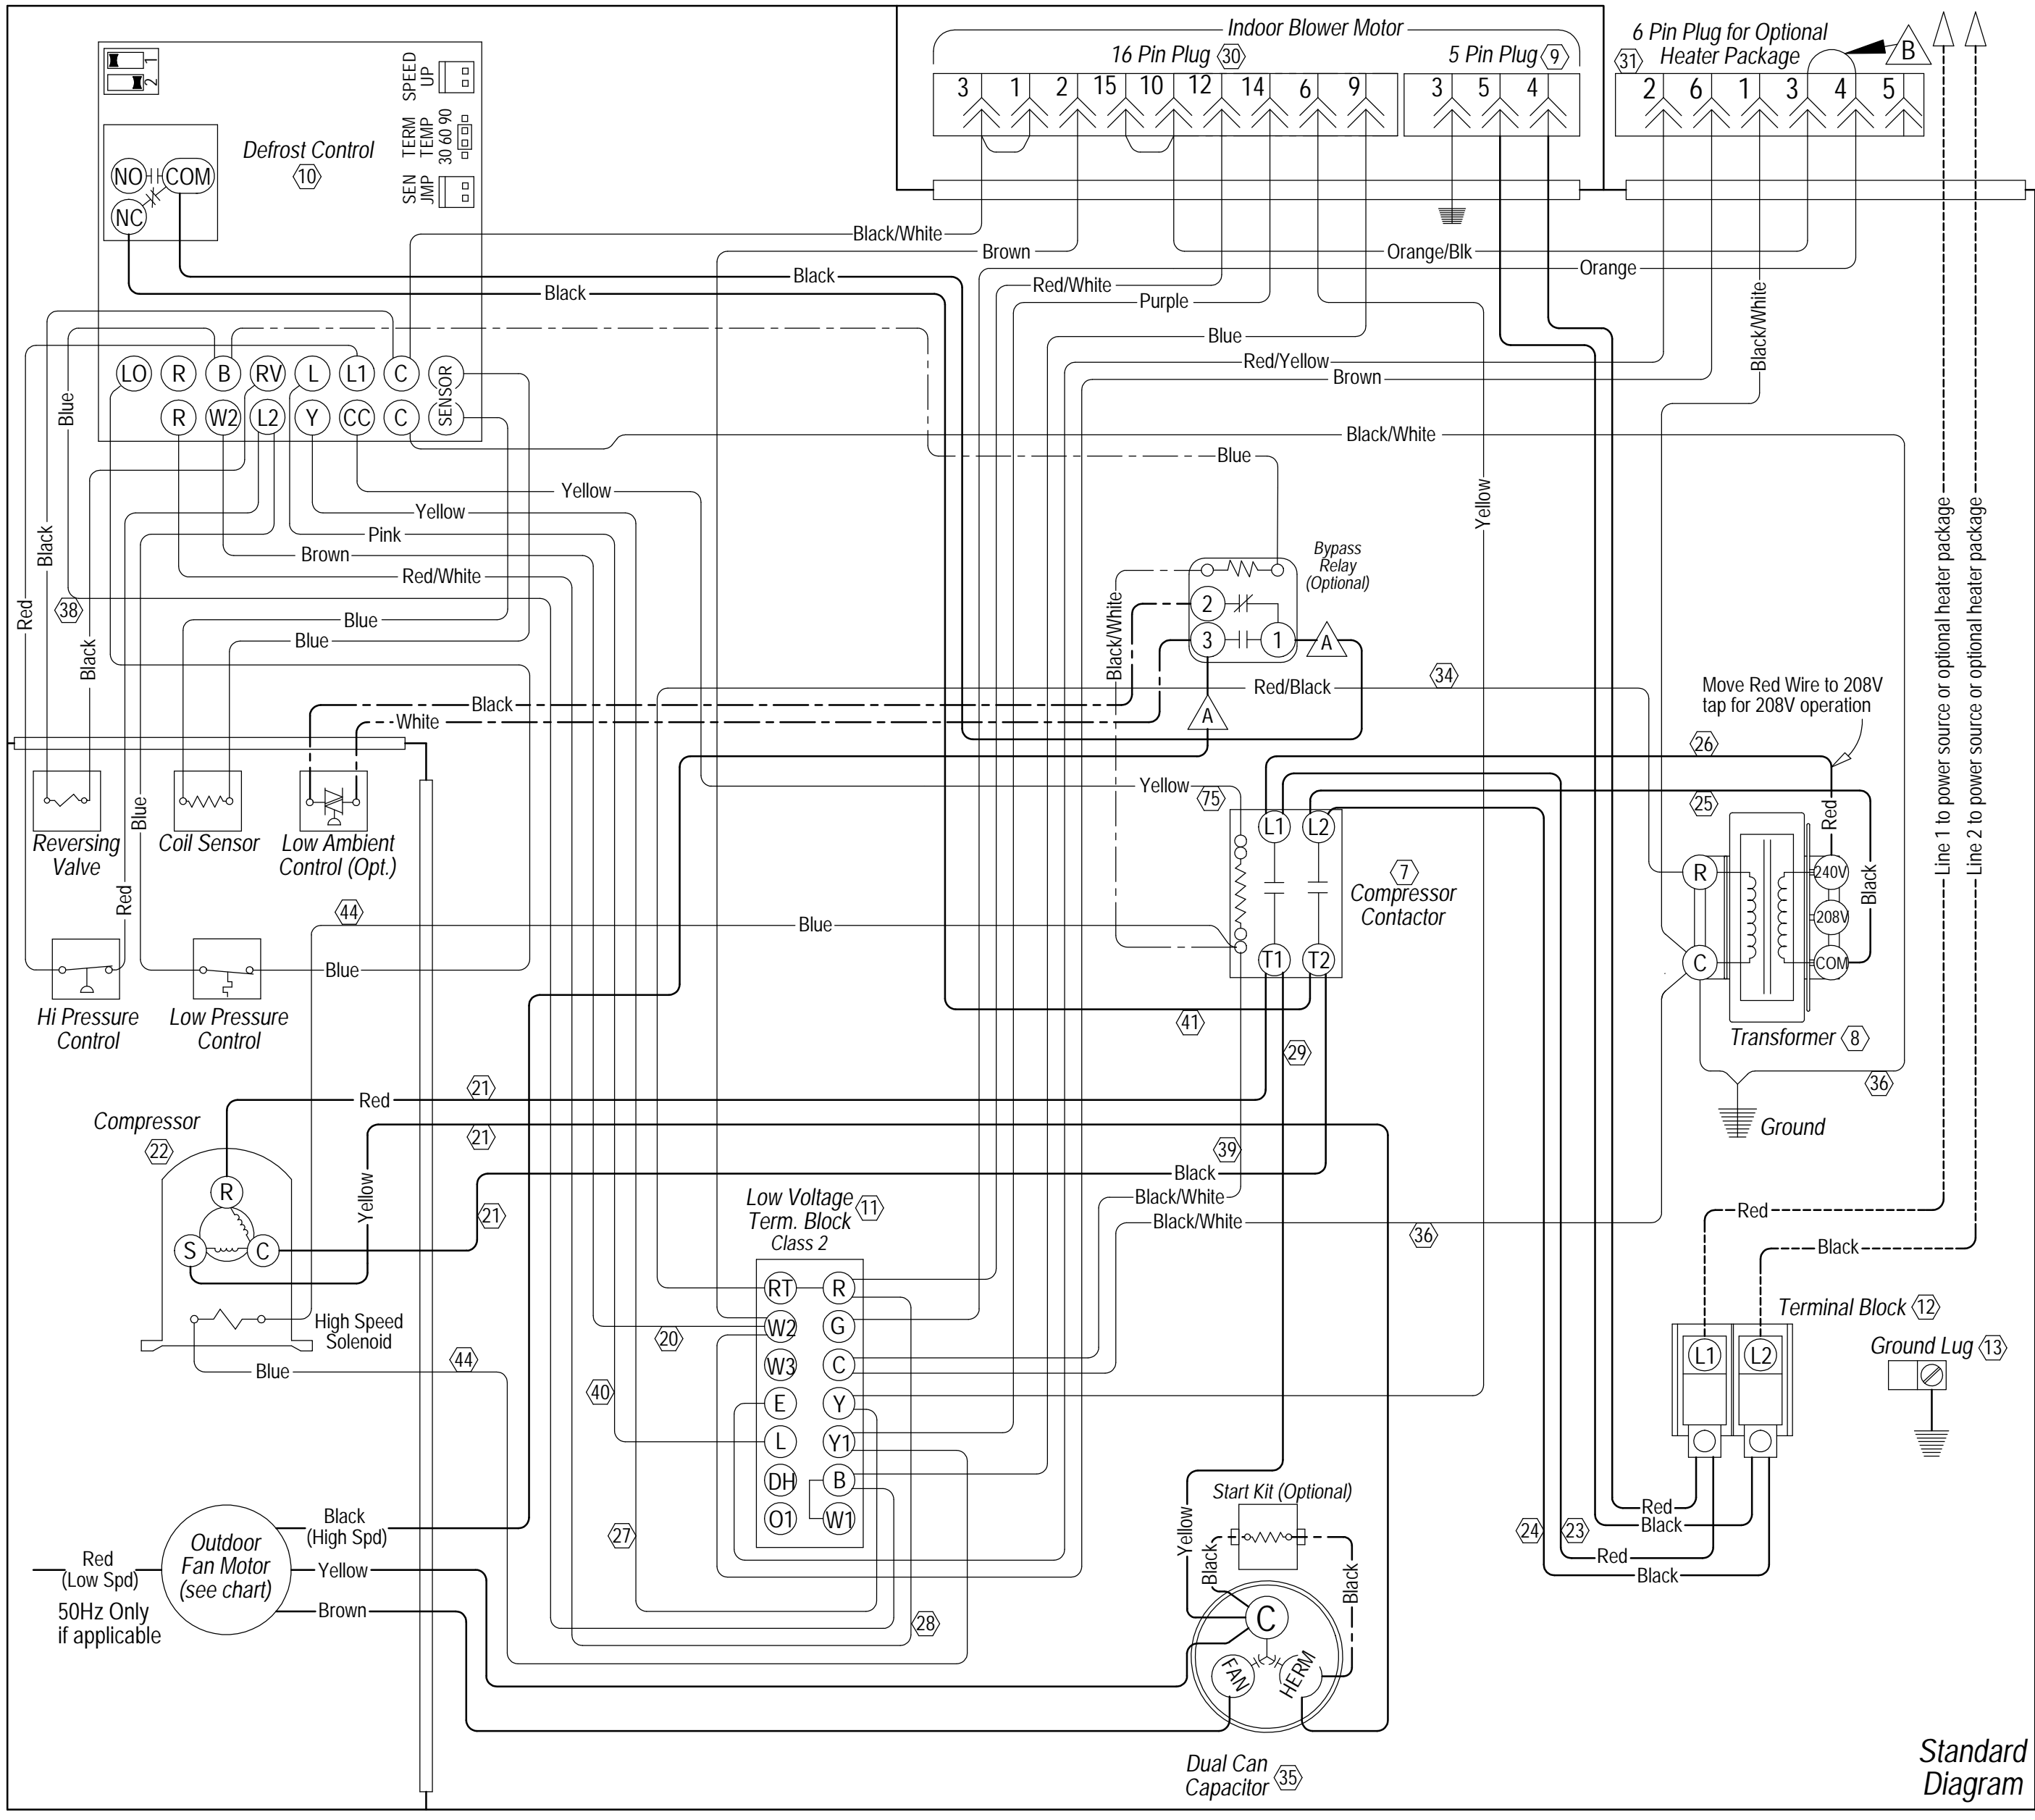 Indoor Blower Motor
16 Pin Plug 30
5 Pin Plug 9
6 Pin Plug for Optional
Heater Package
31
B
3 1 2 15 10 12 14 6 9
3 5 4
2 6 1 3 4 5
1
2
SPEED
UP
TERM
TEMP
30 60 90
SEN
JMP
Defrost Control
10
NO
COM
NC
Black/White
Brown
Orange/Blk
Orange
Black
Black
Red/White
Purple
Blue
Red/Yellow
Brown
Black/White
LO R B RV L L1 C
SENSOR
R W2 L2 Y CC C
Blue
Black/White
Blue
Yellow
Yellow
Yellow
Pink
Brown
Red/White
Blue
Blue
Black
Red
38
Black
Bypass
Relay
(Optional)
2
3
1
A
A
Black/White
Red/Black
34
Black
White
Move Red Wire to 208V
tap for 208V operation
Line 1 to power source or optional heater package
Line 2 to power source or optional heater package
26
25
Red
Black
Yellow
75
L1 L2
T1 T2
7
Compressor
Contactor
R
C
240V
208V
COM
Transformer 8
36
Ground
Reversing
Valve
Coil Sensor
Low Ambient
Control (Opt.)
Blue
Red
44
Blue
Blue
Hi Pressure
Control
Low Pressure
Control
41
29
Red
21
21
Compressor
22
R
S
C
Yellow
21
39
Black
Black/White
Black/White
36
High Speed
Solenoid
Blue
44
Low Voltage
Term. Block
Class 2
11
RT R
W2 G
W3 C
E Y
L Y1
DH B
O1 W1
20
40
27
28
Red
Black
Terminal Block 12
L1 L2
Ground Lug 13
Red
Black
24
23
Red
Black
Start Kit (Optional)
Yellow
Black
Black
C
FAN
HERM
Dual Can
Capacitor 35
Outdoor
Fan Motor
(see chart)
Black
(High Spd)
Yellow
Brown
Red
(Low Spd)
50Hz Only
if applicable
Standard
Diagram